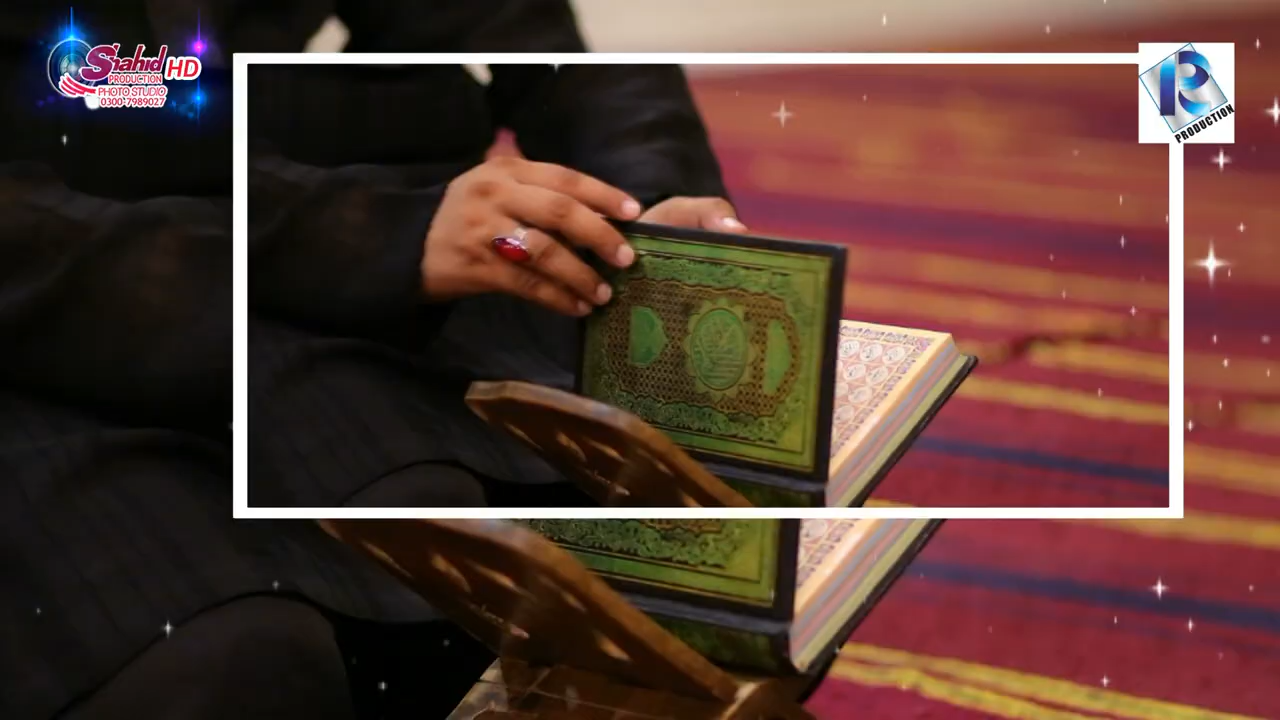 Shahid HD
PRODUCTION
PHOTO STUDIO
0300-7989027
R
PRODUCTION